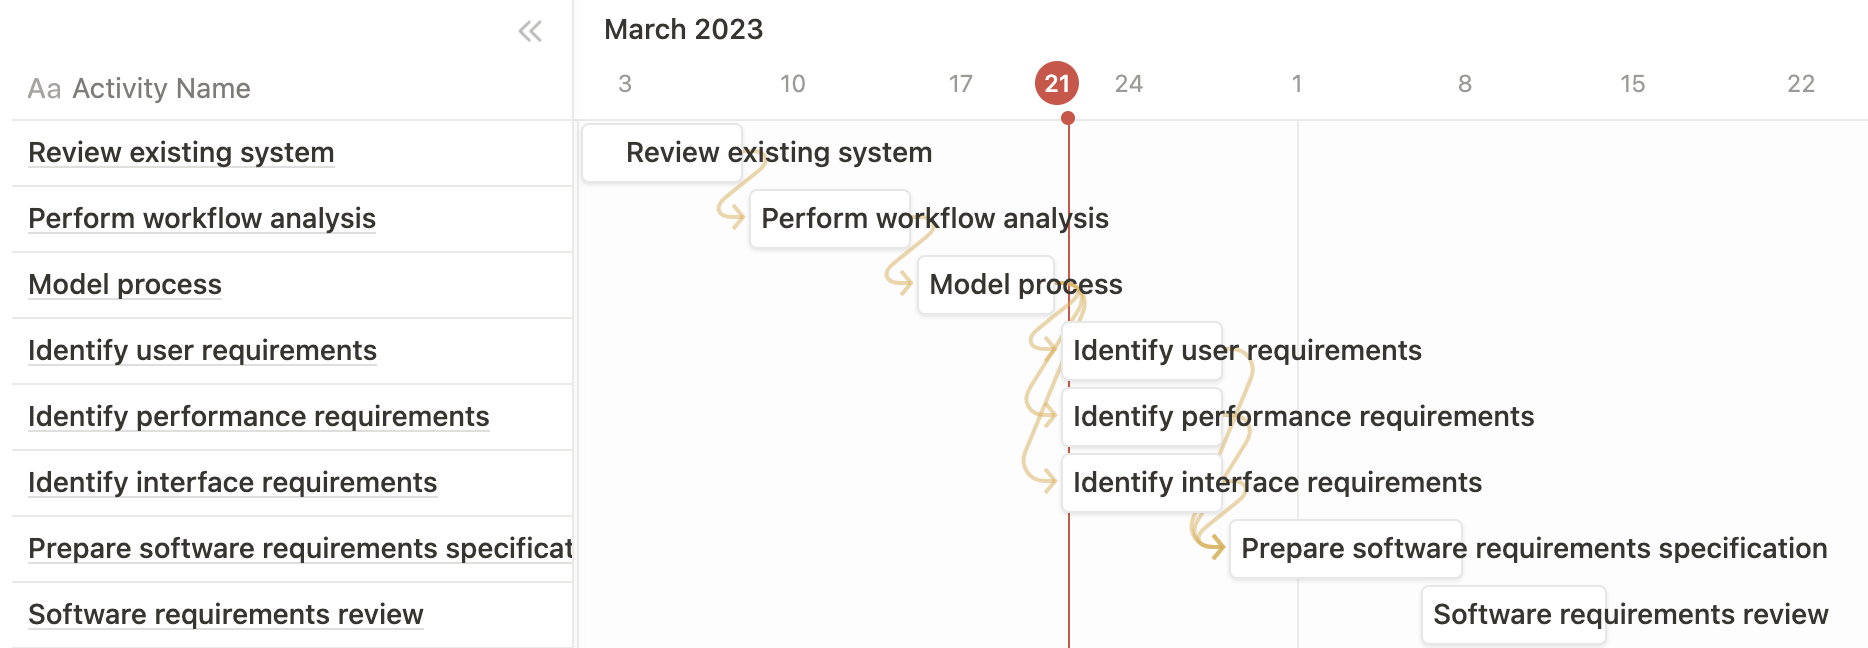 March 2023
Aa Activity Name
3 10 17 21 24 1 8 15 22
Review existing system Review existing system
Perform workflow analysis Perform workflow analysis
Model process Model process
Identify user requirements Identify user requirements
Identify performance requirements Identify performance requirements
Identify interface requirements Identify interface requirements
Prepare software requirements specificat Prepare software requirements specification
Software requirements review Software requirements review